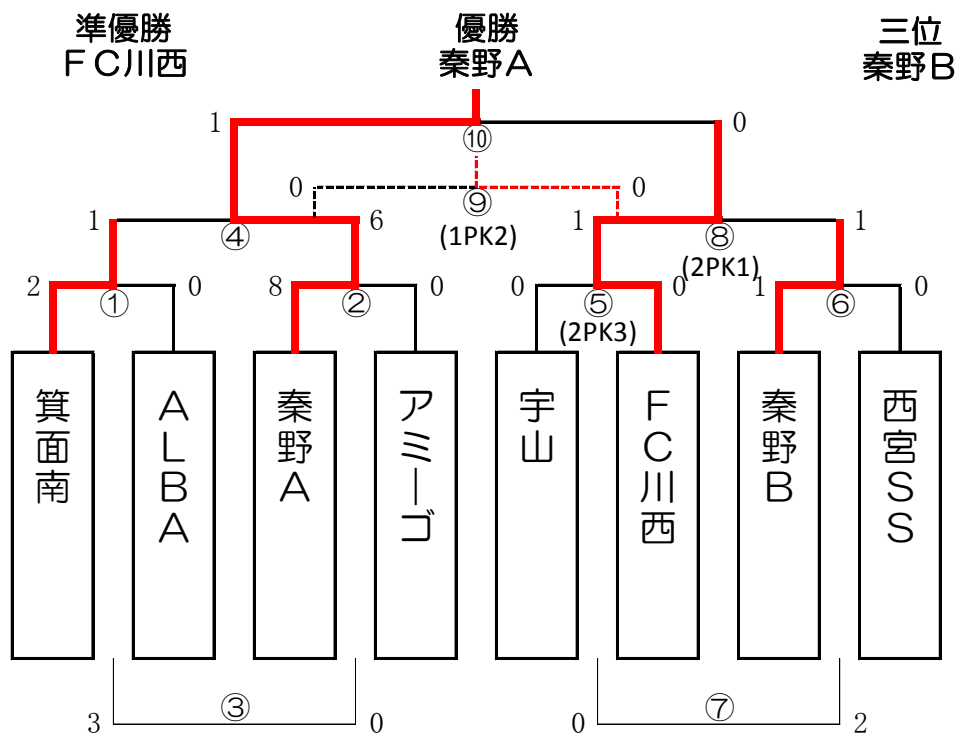 準優勝
FC川西
優勝
秦野A
三位
秦野B
1
⑩
0
0
⑨
0
(1PK2)
1
④
6
1
⑧
1
(2PK1)
2
①
0
8
②
0
0
⑤
0
(2PK3)
1
⑥
0
箕面南
ALBA
秦野A
アミーゴ
宇山
FC川西
秦野B
西宮SS
3
③
0
0
⑦
2